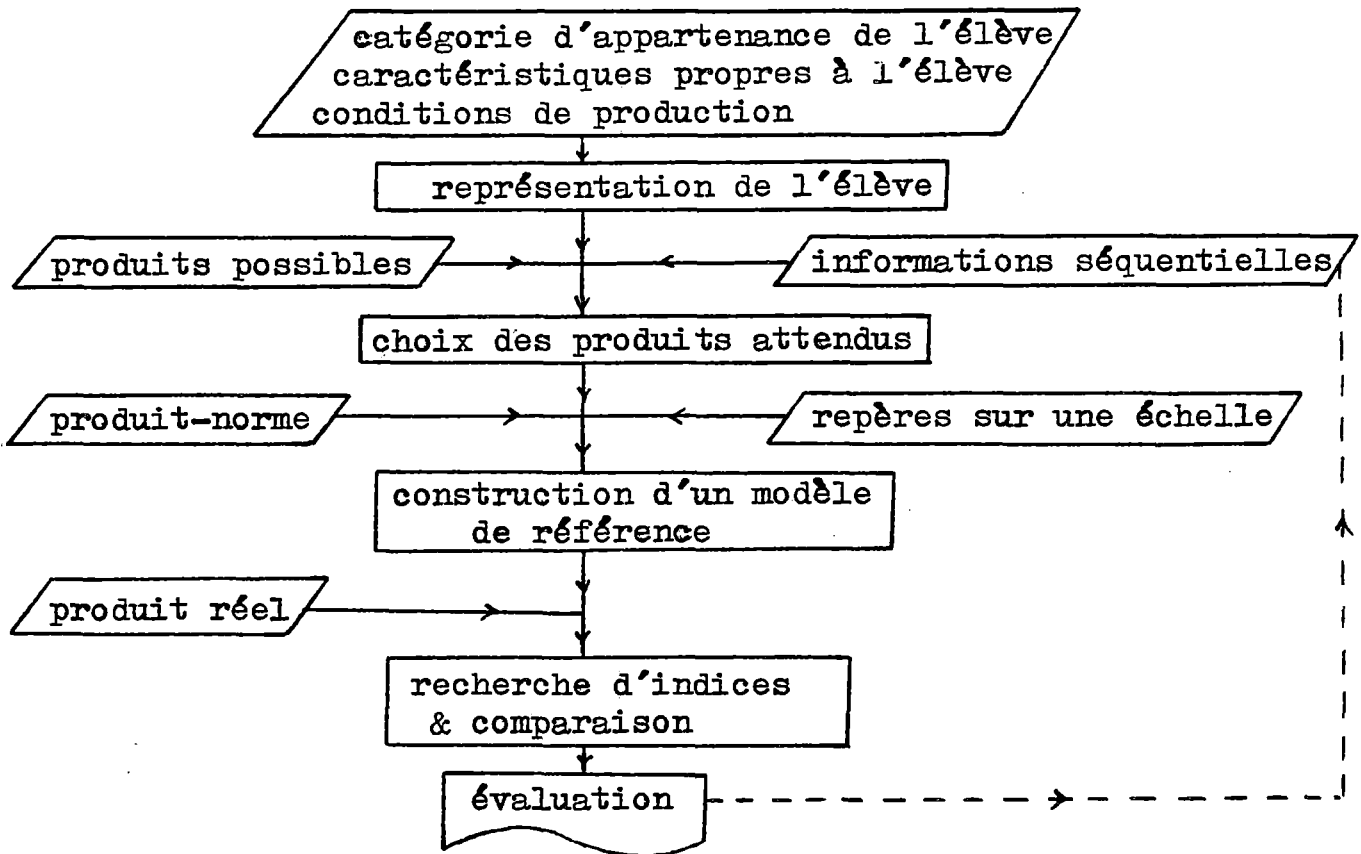 catégorie d'appartenance de l'élève
caractéristiques propres à l'élève
conditions de production
représentation de l'élève
produits possibles
informations séquentielles
choix des produits attendus
produit-norme
repères sur une échelle
construction d'un modèle
de référence
produit réel
recherche d'indices
& comparaison
évaluation